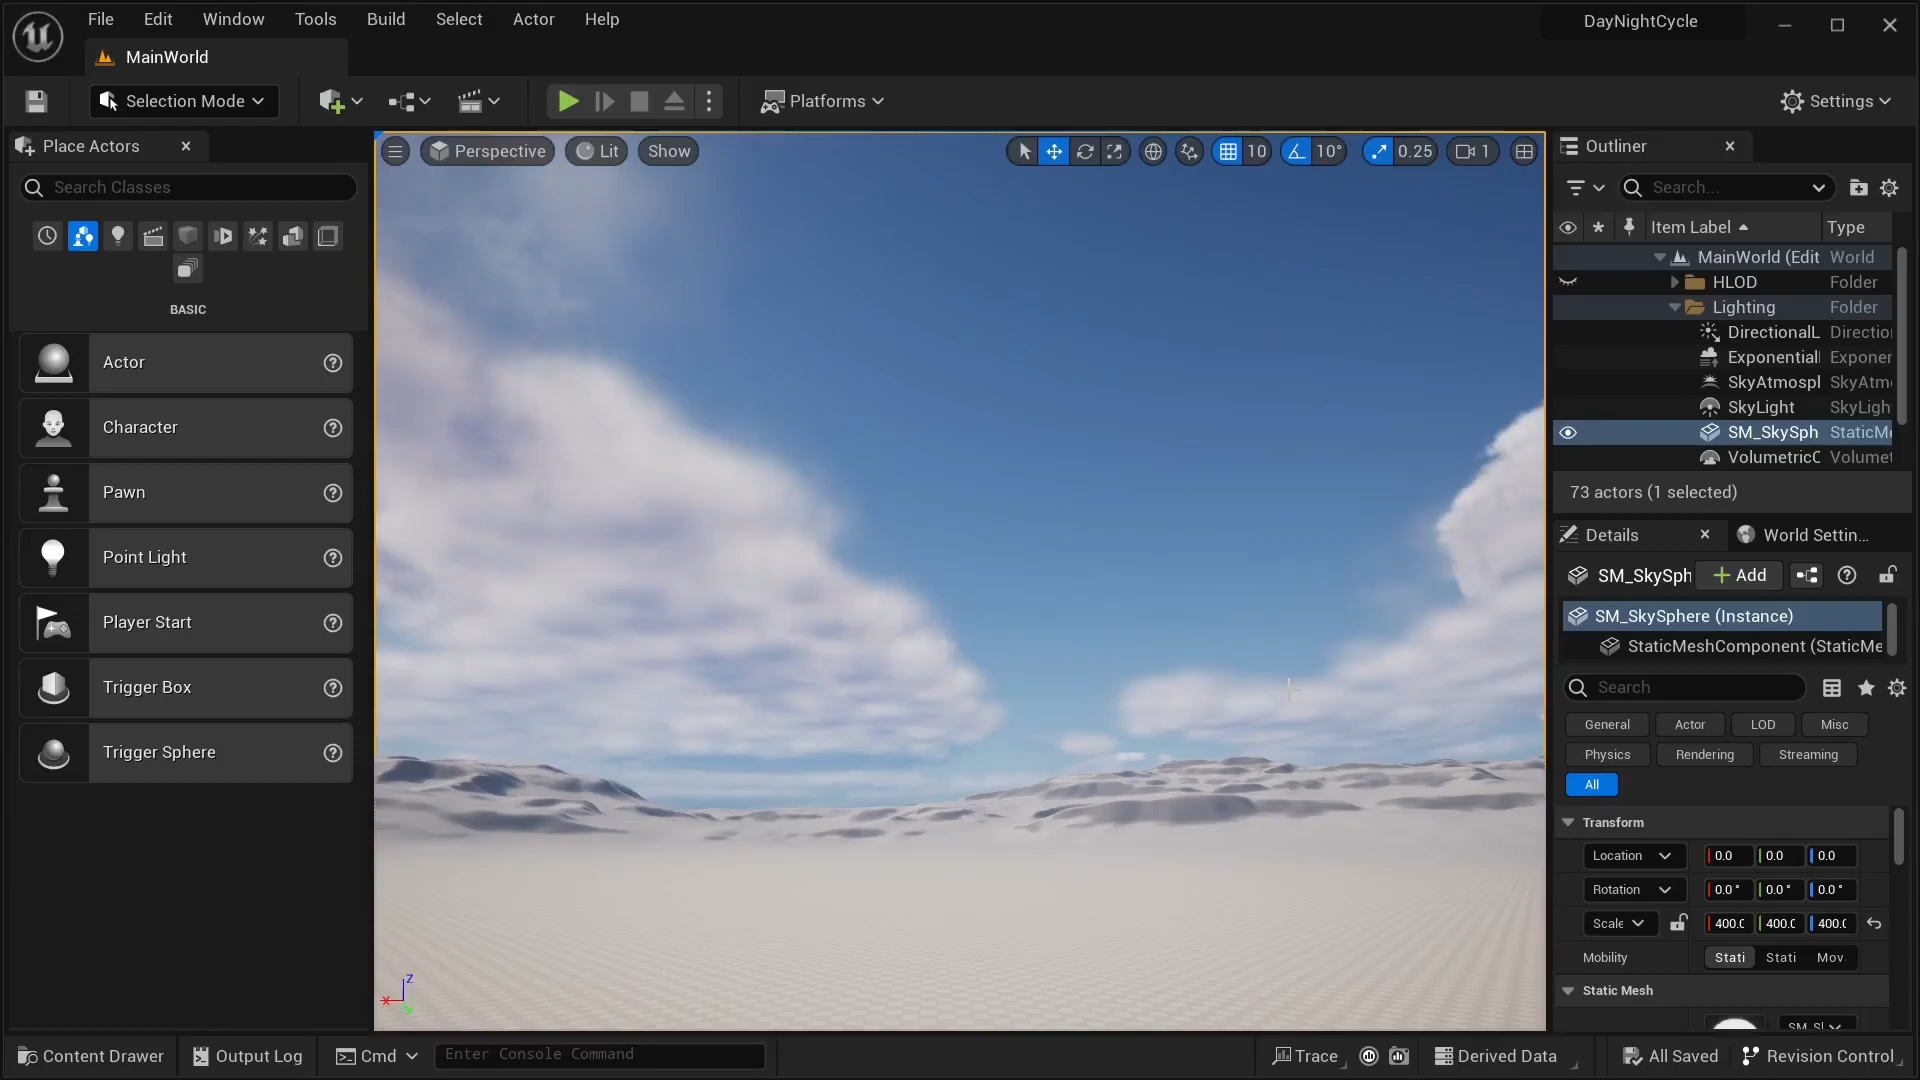 File Edit Window Tools Build Select Actor Help
DayNightCycle
MainWorld
Selection Mode
Platforms
Settings
Place Actors
Search Classes
BASIC
Actor
Character
Pawn
Point Light
Player Start
Trigger Box
Trigger Sphere
Perspective Lit Show
10 10° 0.25 1
Z
X
Outliner
Search...
Item Label Type
MainWorld (Edit World
HLOD Folder
Lighting Folder
DirectionalL Directio
Exponential Exponer
SkyAtmospl SkyAtm
SkyLight SkyLigh
SM_SkySph StaticM
VolumetricC Volumet
73 actors (1 selected)
Details World Settin...
SM_SkySph Add
SM_SkySphere (Instance)
StaticMeshComponent (StaticMe
Search
General Actor LOD Misc
Physics Rendering Streaming
All
Transform
Location 0.0 0.0 0.0
Rotation 0.0 ° 0.0 ° 0.0 °
Scale 400.0 400.0 400.0
Mobility Stati Stati Mov
Static Mesh
Content Drawer Output Log Cmd Enter Console Command Trace Derived Data All Saved Revision Control